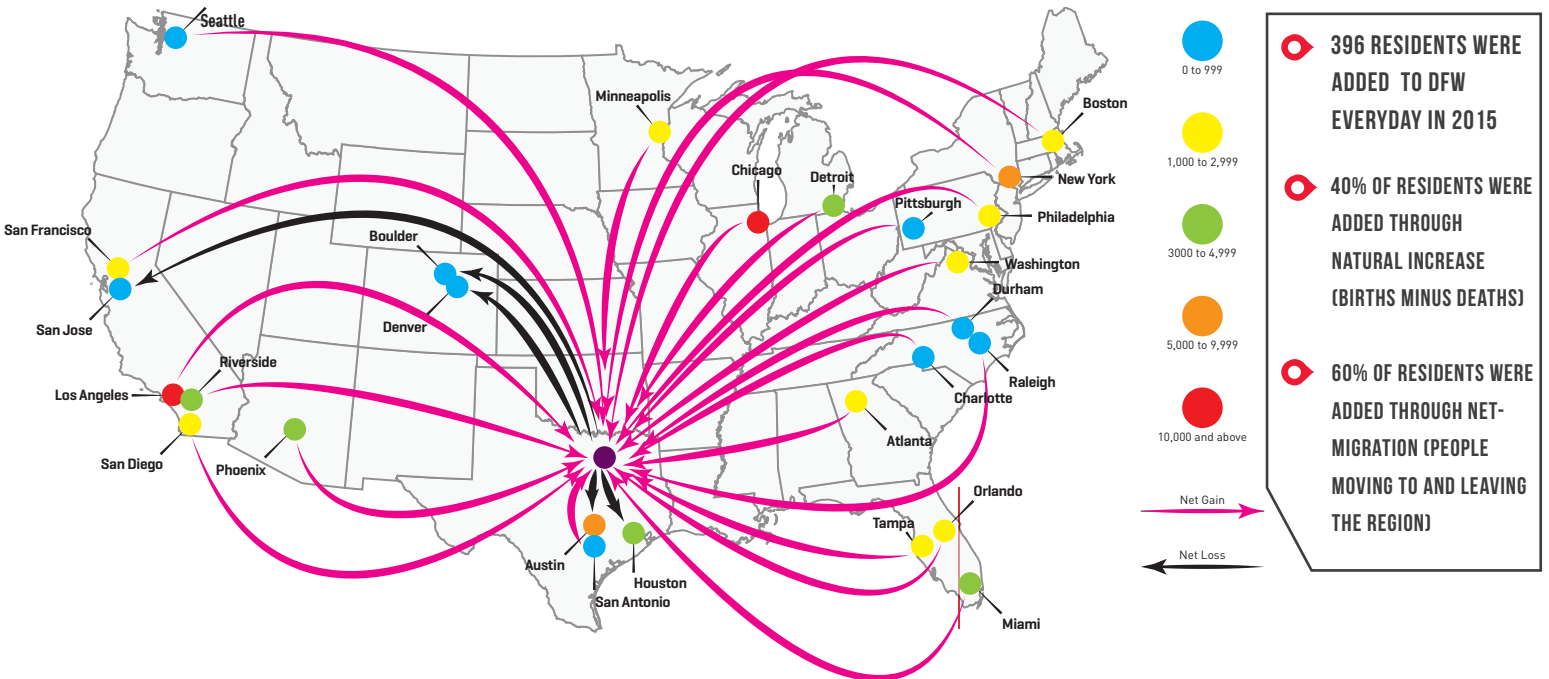 Seattle
Minneapolis
Chicago
Detroit
Boston
New York
Pittsburgh
Philadelphia
San Francisco
Boulder
Washington
Durham
San Jose
Denver
Riverside
Los Angeles
Raleigh
Charlotte
San Diego
Phoenix
Atlanta
Orlando
Tampa
Austin
Houston
San Antonio
Miami
0 to 999
1,000 to 2,999
3000 to 4,999
5,000 to 9,999
10,000 and above
Net Gain
Net Loss
396 RESIDENTS WERE
ADDED TO DFW
EVERYDAY IN 2015
40% OF RESIDENTS WERE
ADDED THROUGH
NATURAL INCREASE
(BIRTHS MINUS DEATHS)
60% OF RESIDENTS WERE
ADDED THROUGH NET-
MIGRATION (PEOPLE
MOVING TO AND LEAVING
THE REGION)